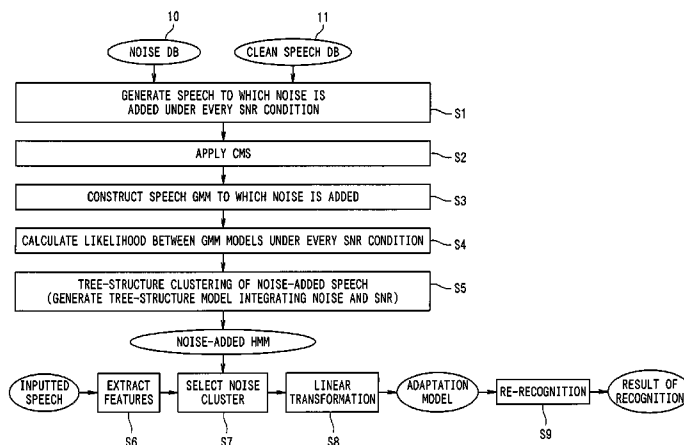 10
11
NOISE DB
CLEAN SPEECH DB
GENERATE SPEECH TO WHICH NOISE IS
ADDED UNDER EVERY SNR CONDITION
S1
APPLY CMS
S2
CONSTRUCT SPEECH GMM TO WHICH NOISE IS ADDED
S3
CALCULATE LIKELIHOOD BETWEEN GMM MODELS UNDER EVERY SNR CONDITION
S4
TREE-STRUCTURE CLUSTERING OF NOISE-ADDED SPEECH
(GENERATE TREE-STRUCTURE MODEL INTEGRATING NOISE AND SNR)
S5
NOISE-ADDED HMM
INPUTTED
SPEECH
EXTRACT
FEATURES
SELECT NOISE
CLUSTER
LINEAR
TRANSFORMATION
ADAPTATION
MODEL
RE-RECOGNITION
RESULT OF
RECOGNITION
S6
S7
S8
S9